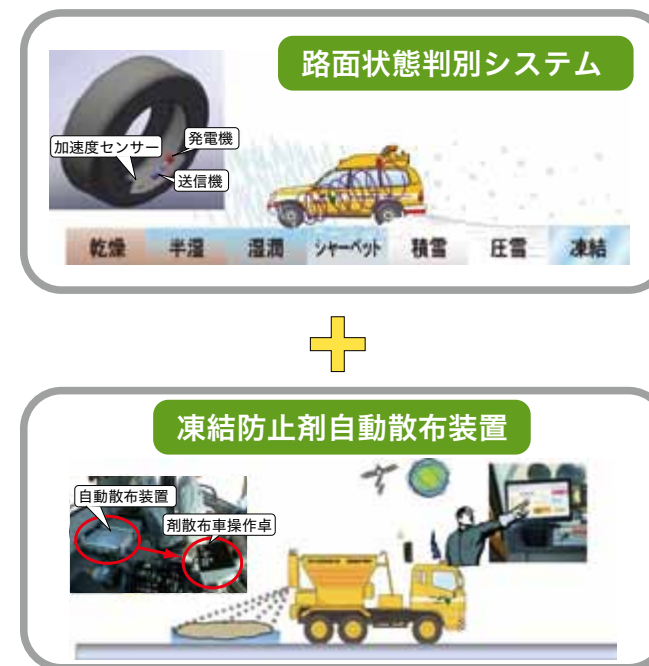 路面状態判別システム
発電機
加速度センサー
送信機
乾燥 半湿 湿潤 シャーベット 積雪 圧雪 凍結
凍結防止剤自動散布装置
自動散布装置
剤散布車操作卓